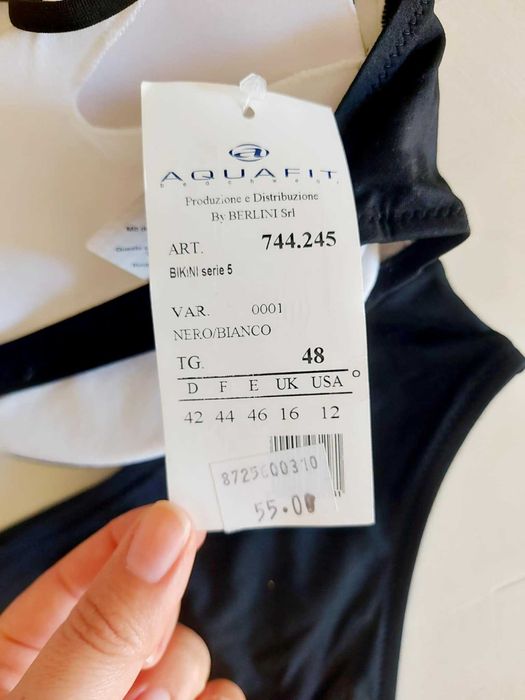 AQUAFIT
beachwear
Produzione e Distribuzione
By BERLINI Srl
ART. 744.245
BIKINI serie 5
VAR. 0001
NERO/BIANCO
TG. 48
D F E UK USA
42 44 46 16 12
8725600310
55.00